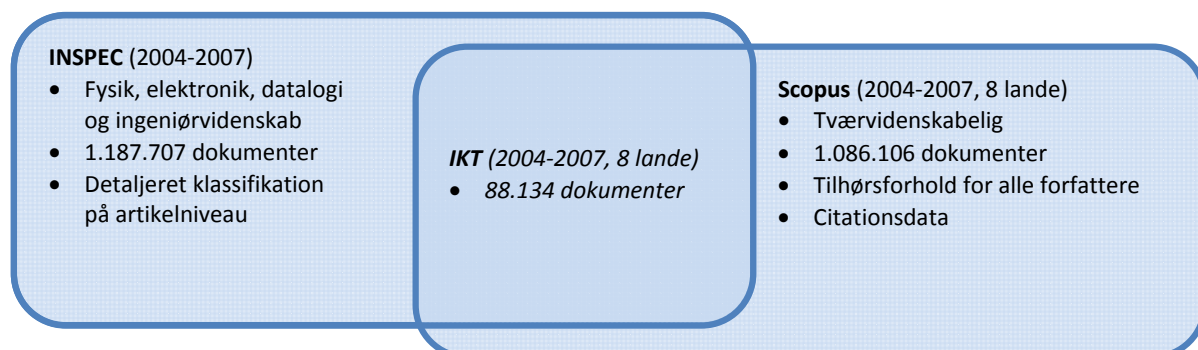 INSPEC (2004-2007)
• Fysik, elektronik, datalogi
og ingeniørvidenskab
• 1.187.707 dokumenter
• Detaljeret klassifikation
på artikelniveau
IKT (2004-2007, 8 lande)
• 88.134 dokumenter
Scopus (2004-2007, 8 lande)
• Tværvidenskabelig
• 1.086.106 dokumenter
• Tilhørsforhold for alle forfattere
• Citationsdata